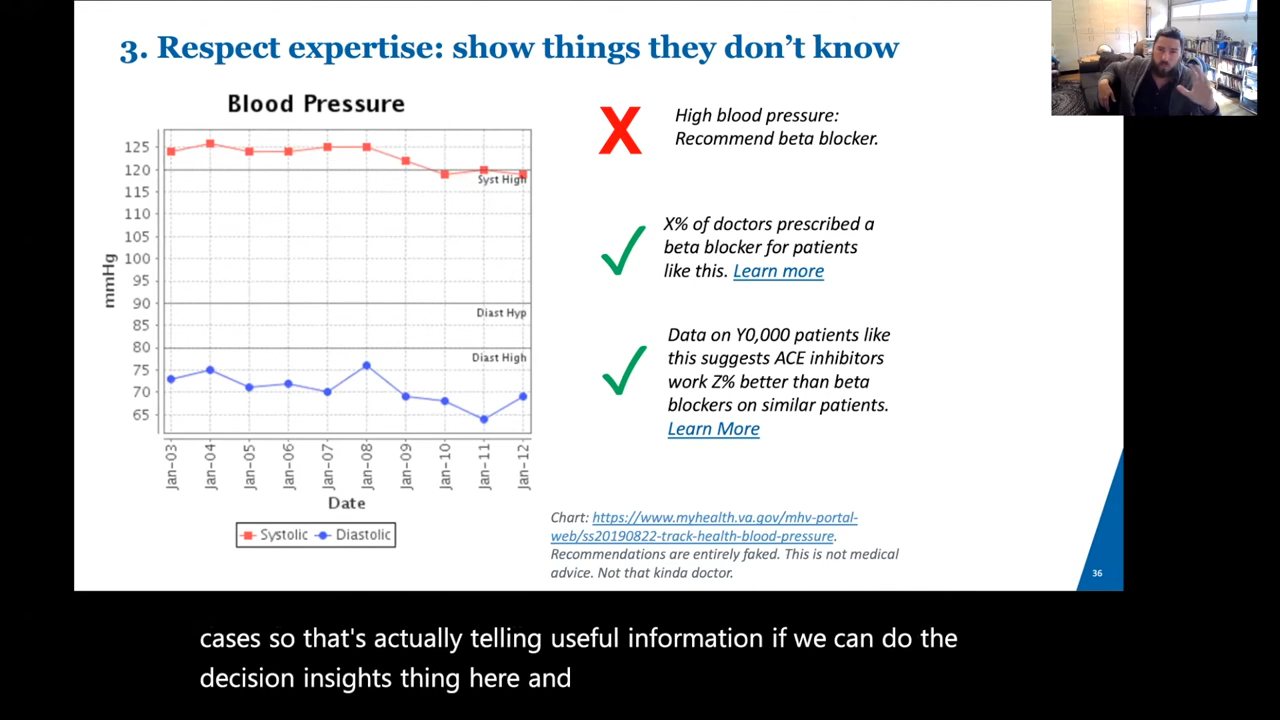 3. Respect expertise: show things they don't know
Blood Pressure
125
120
115
110
105
100
95
90
85
80
75
70
65
mmHg
Syst High
Diast Hyp
Diast High
Jan-03
Jan-04
Jan-05
Jan-06
Jan-07
Jan-08
Jan-09
Jan-10
Jan-11
Jan-12
Date
Systolic Diastolic
X
High blood pressure:
Recommend beta blocker.
X% of doctors prescribed a
beta blocker for patients
like this. Learn more
Data on Y0,000 patients like
this suggests ACE inhibitors
work Z% better than beta
blockers on similar patients.
Learn More
Chart: https://www.myhealth.va.gov/mhv-portal-
web/ss20190822-track-health-blood-pressure.
Recommendations are entirely faked. This is not medical
advice. Not that kinda doctor.
36
cases so that's actually telling useful information if we can do the
decision insights thing here and